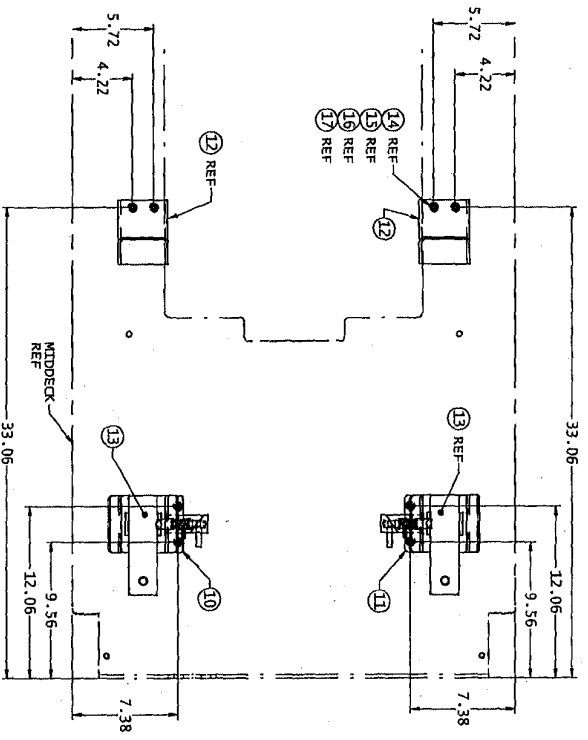 5.72
4.22
5.72
4.22
17 16 15 14
REF REF REF REF
12 REF
12
33.06
33.06
MIDDECK
REF
13
13 REF
10
11
12.06
9.56
12.06
9.56
7.38
7.38